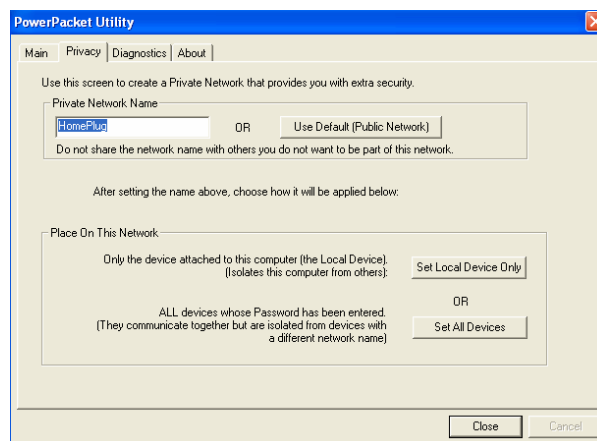 PowerPacket Utility
Main Privacy Diagnostics About
Use this screen to create a Private Network that provides you with extra security.
Private Network Name
HomePlug OR Use Default (Public Network)
Do not share the network name with others you do not want to be part of this network.
After setting the name above, choose how it will be applied below:
Place On This Network
Only the device attached to this computer (the Local Device).
(Isolates this computer from others): Set Local Device Only
OR
ALL devices whose Password has been entered.
(They communicate together but are isolated from devices with
a different network name) Set All Devices
Close Cancel